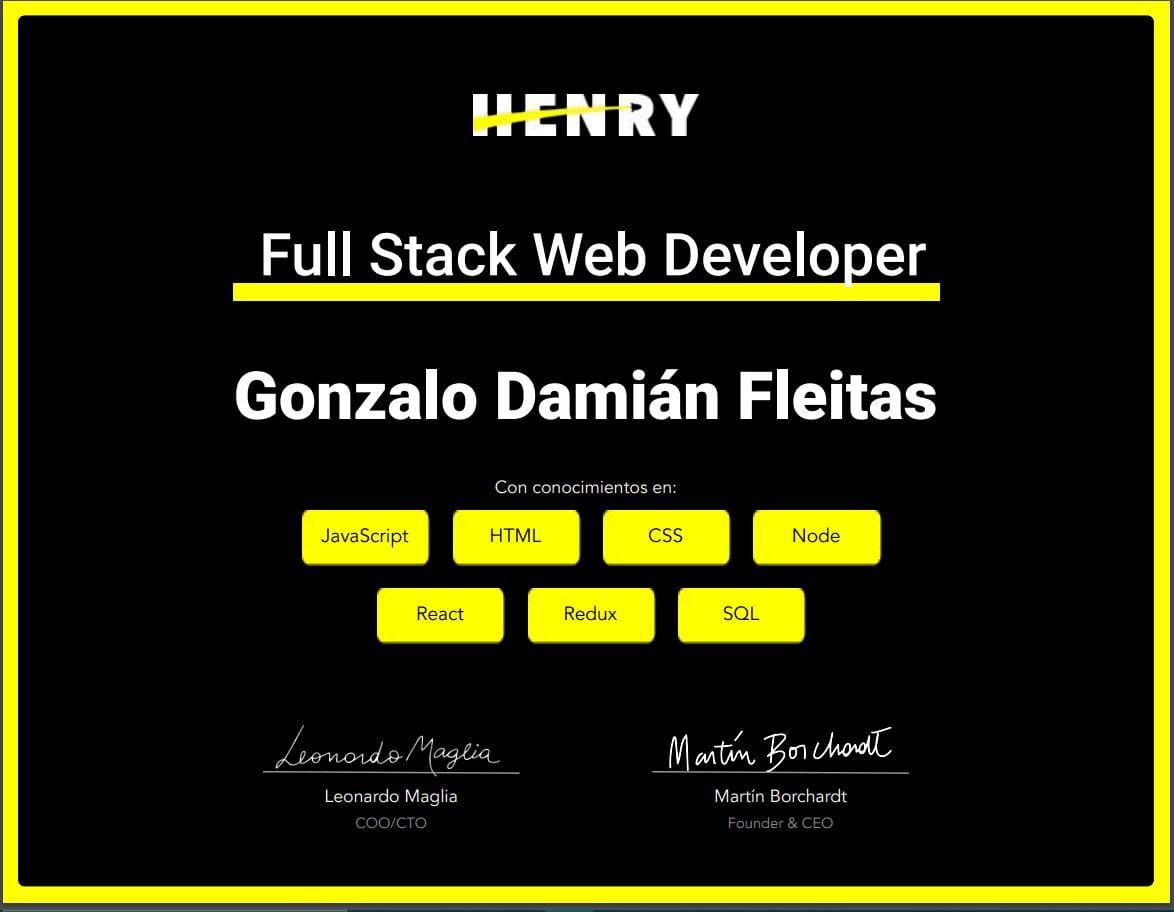 HENRY
Full Stack Web Developer
Gonzalo Damián Fleitas
Con conocimientos en:
JavaScript HTML CSS Node
React Redux SQL
Leonardo Maglia Martín Borchardt
Leonardo Maglia Martín Borchardt
COO/CTO Founder & CEO